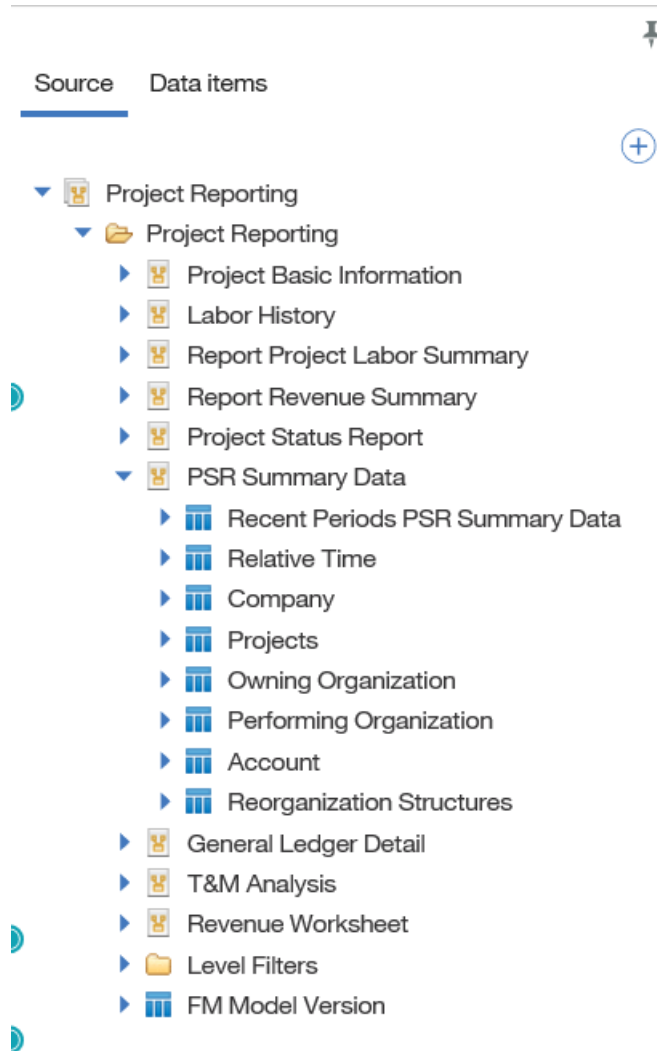 Source Data items
Project Reporting
Project Reporting
Project Basic Information
Labor History
Report Project Labor Summary
Report Revenue Summary
Project Status Report
PSR Summary Data
Recent Periods PSR Summary Data
Relative Time
Company
Projects
Owning Organization
Performing Organization
Account
Reorganization Structures
General Ledger Detail
T&M Analysis
Revenue Worksheet
Level Filters
FM Model Version